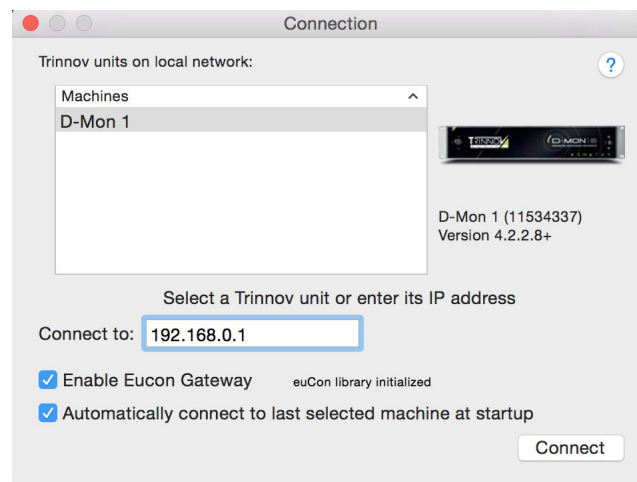 Connection
Trinnov units on local network:
?
Machines
D-Mon 1
TRINNOV D-MON
D-Mon 1 (11534337)
Version 4.2.2.8+
Select a Trinnov unit or enter its IP address
Connect to: 192.168.0.1
Enable Eucon Gateway euCon library initialized
Automatically connect to last selected machine at startup
Connect